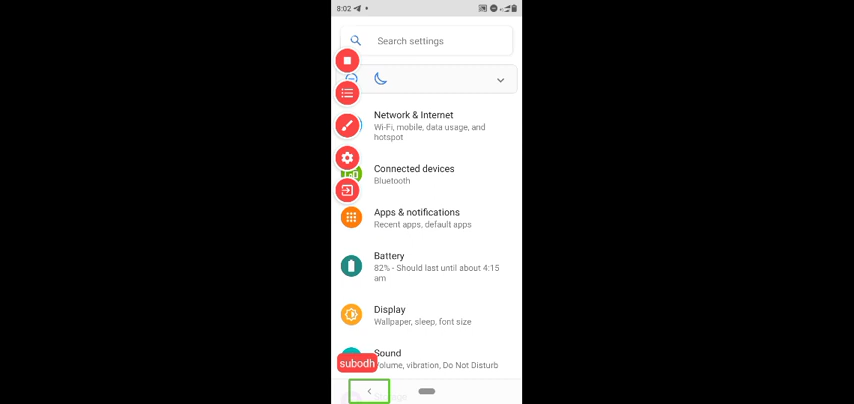 8:02
Search settings
Network & Internet
Wi-Fi, mobile, data usage, and
hotspot
Connected devices
Bluetooth
Apps & notifications
Recent apps, default apps
Battery
82% - Should last until about 4:15
am
Display
Wallpaper, sleep, font size
Sound
subodh
Volume, vibration, Do Not Disturb